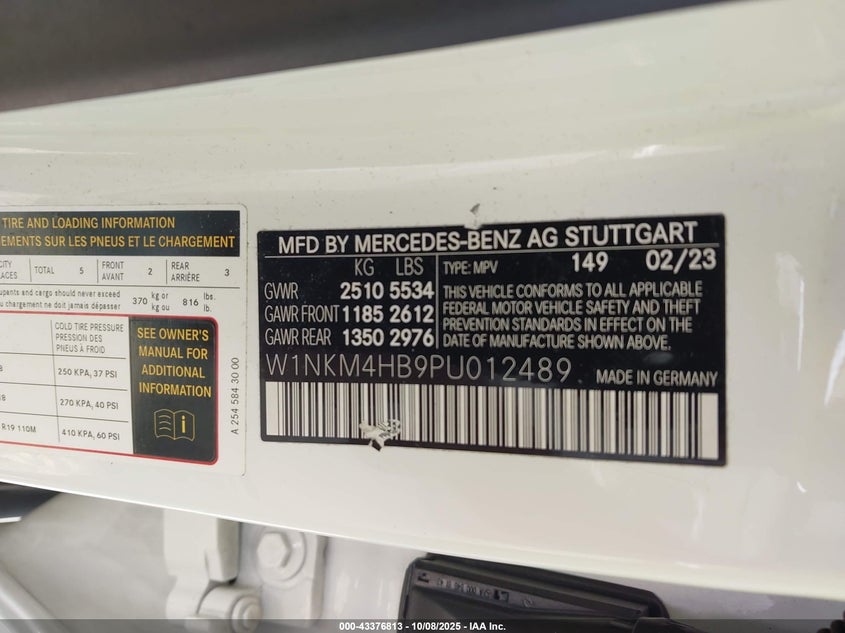 TIRE AND LOADING INFORMATION
EMENTS SUR LES PNEUS ET LE CHARGEMENT
CITY TOTAL 5 FRONT 2 REAR 3
LACES AVANT ARRIÈRE
upants and cargo should never exceed 370 kg or 816 lbs.
u chargement ne doit jamais dépasser kg ou lb.
COLD TIRE PRESSURE
PRESSION DES
PNEUS À FROID
250 KPA, 37 PSI
270 KPA, 40 PSI
R19 110M 410 KPA, 60 PSI
SEE OWNER'S
MANUAL FOR
ADDITIONAL
INFORMATION
A 254 584 30 00
MFD BY MERCEDES-BENZ AG STUTTGART
KG LBS TYPE: MPV 149 02/23
GVWR 2510 5534
GAWR FRONT 1185 2612
GAWR REAR 1350 2976
THIS VEHICLE CONFORMS TO ALL APPLICABLE
FEDERAL MOTOR VEHICLE SAFETY AND THEFT
PREVENTION STANDARDS IN EFFECT ON THE
DATE OF MANUFACTURE SHOWN ABOVE.
W1NKM4HB9PU012489 MADE IN GERMANY
000-43376813 - 10/08/2025 - IAA Inc.